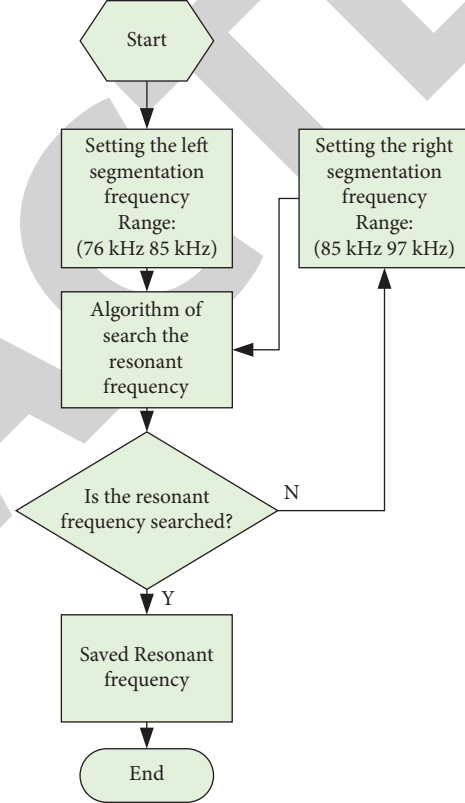 Start
Setting the left
segmentation
frequency
Range:
(76 kHz 85 kHz)
Setting the right
segmentation
frequency
Range:
(85 kHz 97 kHz)
Algorithm of
search the
resonant
frequency
Is the resonant
frequency searched?
N
Y
Saved Resonant
frequency
End